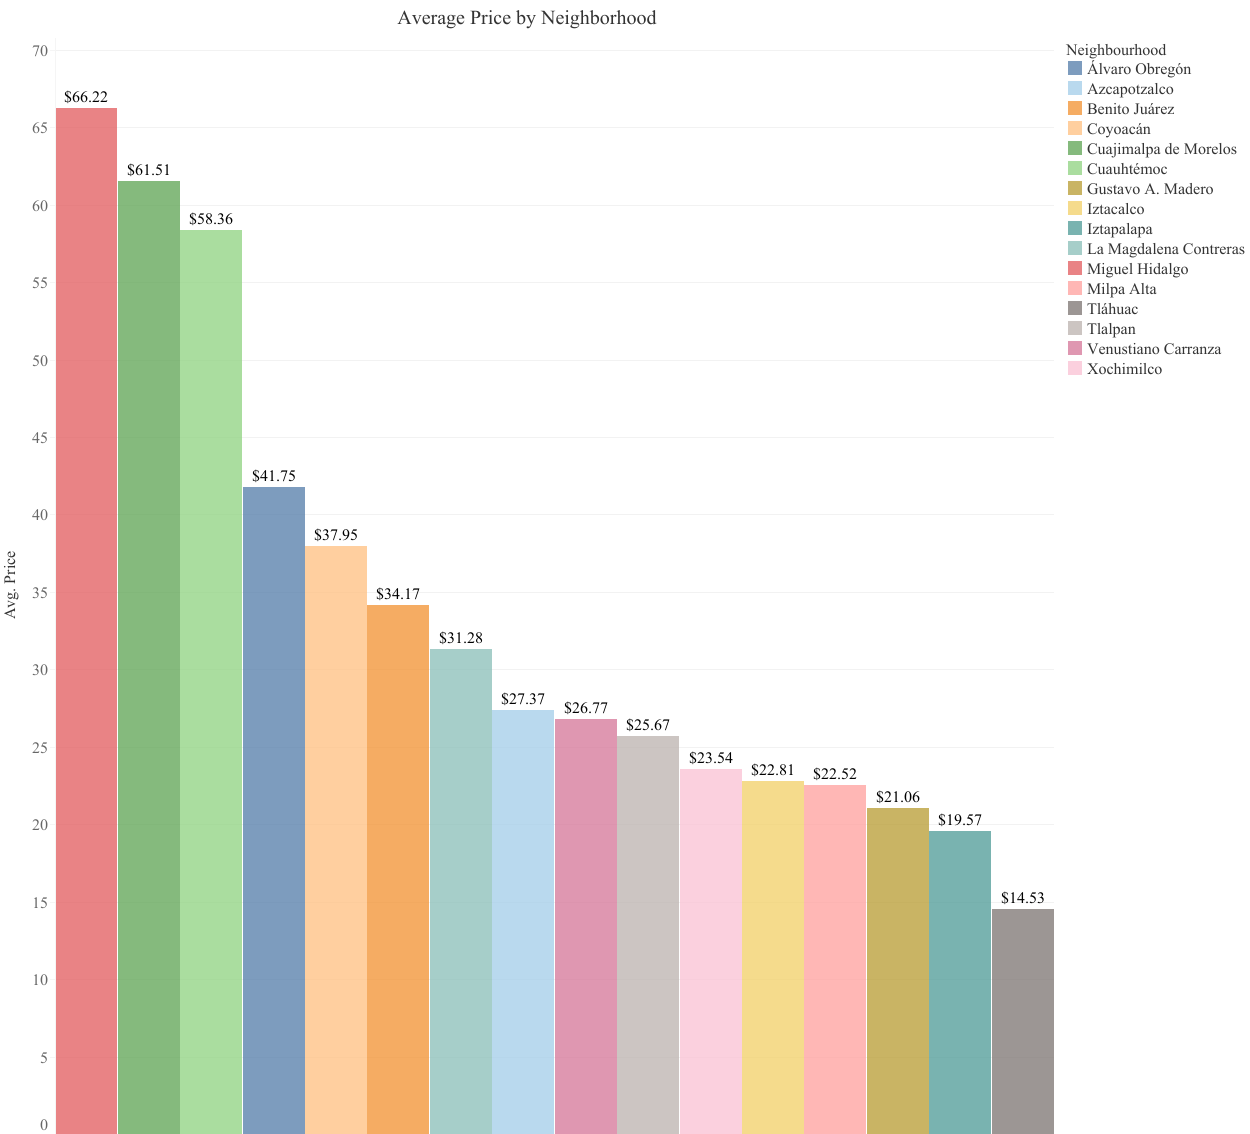 Average Price by Neighborhood
70
65
60
55
50
45
40
35
30
25
20
15
10
5
0
Avg. Price
$66.22
$61.51
$58.36
$41.75
$37.95
$34.17
$31.28
$27.37
$26.77
$25.67
$23.54
$22.81
$22.52
$21.06
$19.57
$14.53
Neighbourhood
Álvaro Obregón
Azcapotzalco
Benito Juárez
Coyoacán
Cuajimalpa de Morelos
Cuauhtémoc
Gustavo A. Madero
Iztacalco
Iztapalapa
La Magdalena Contreras
Miguel Hidalgo
Milpa Alta
Tláhuac
Tlalpan
Venustiano Carranza
Xochimilco